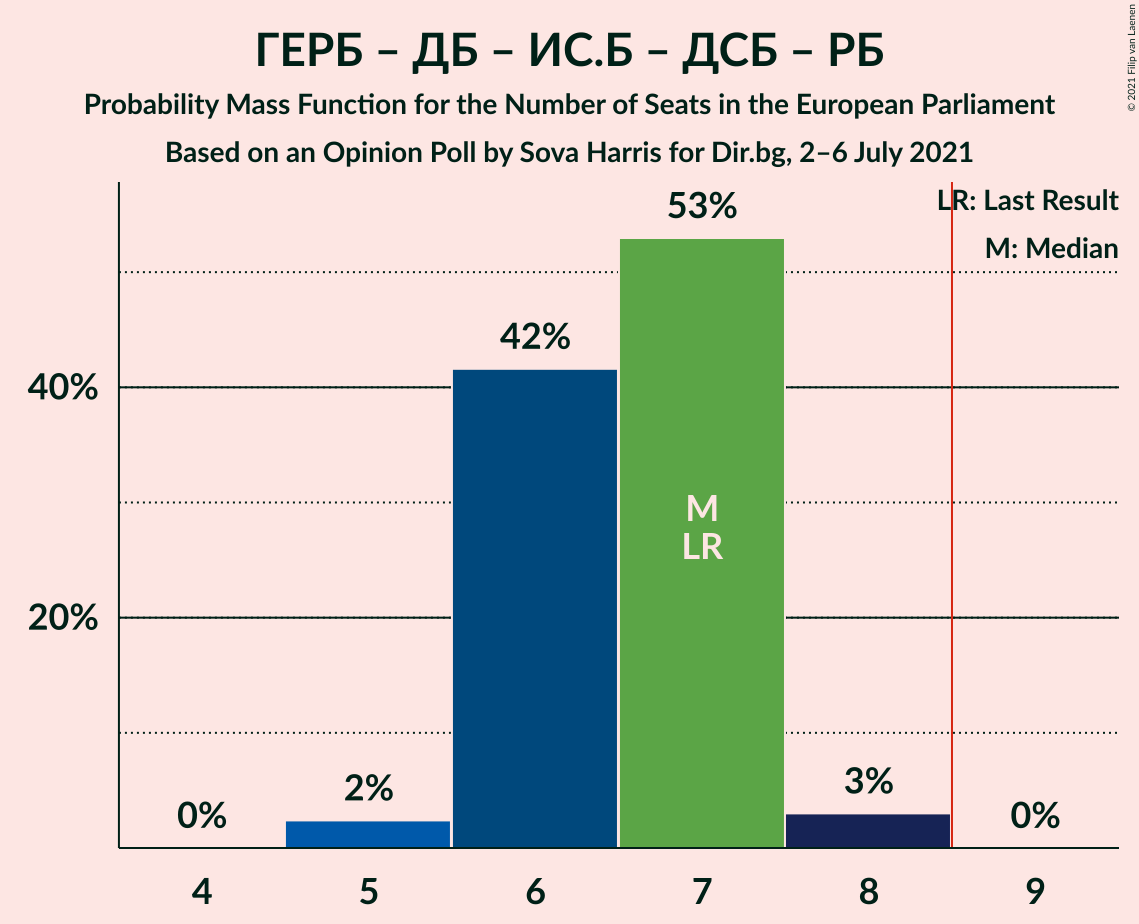 ГЕРБ – ДБ – ИС.Б – ДСБ – РБ
Probability Mass Function for the Number of Seats in the European Parliament
Based on an Opinion Poll by Sova Harris for Dir.bg, 2–6 July 2021
© 2021 Filip van Laenen
LR: Last Result
M: Median
53%
42%
40%
M
LR
20%
0%
2%
3%
0%
4
5
6
7
8
9